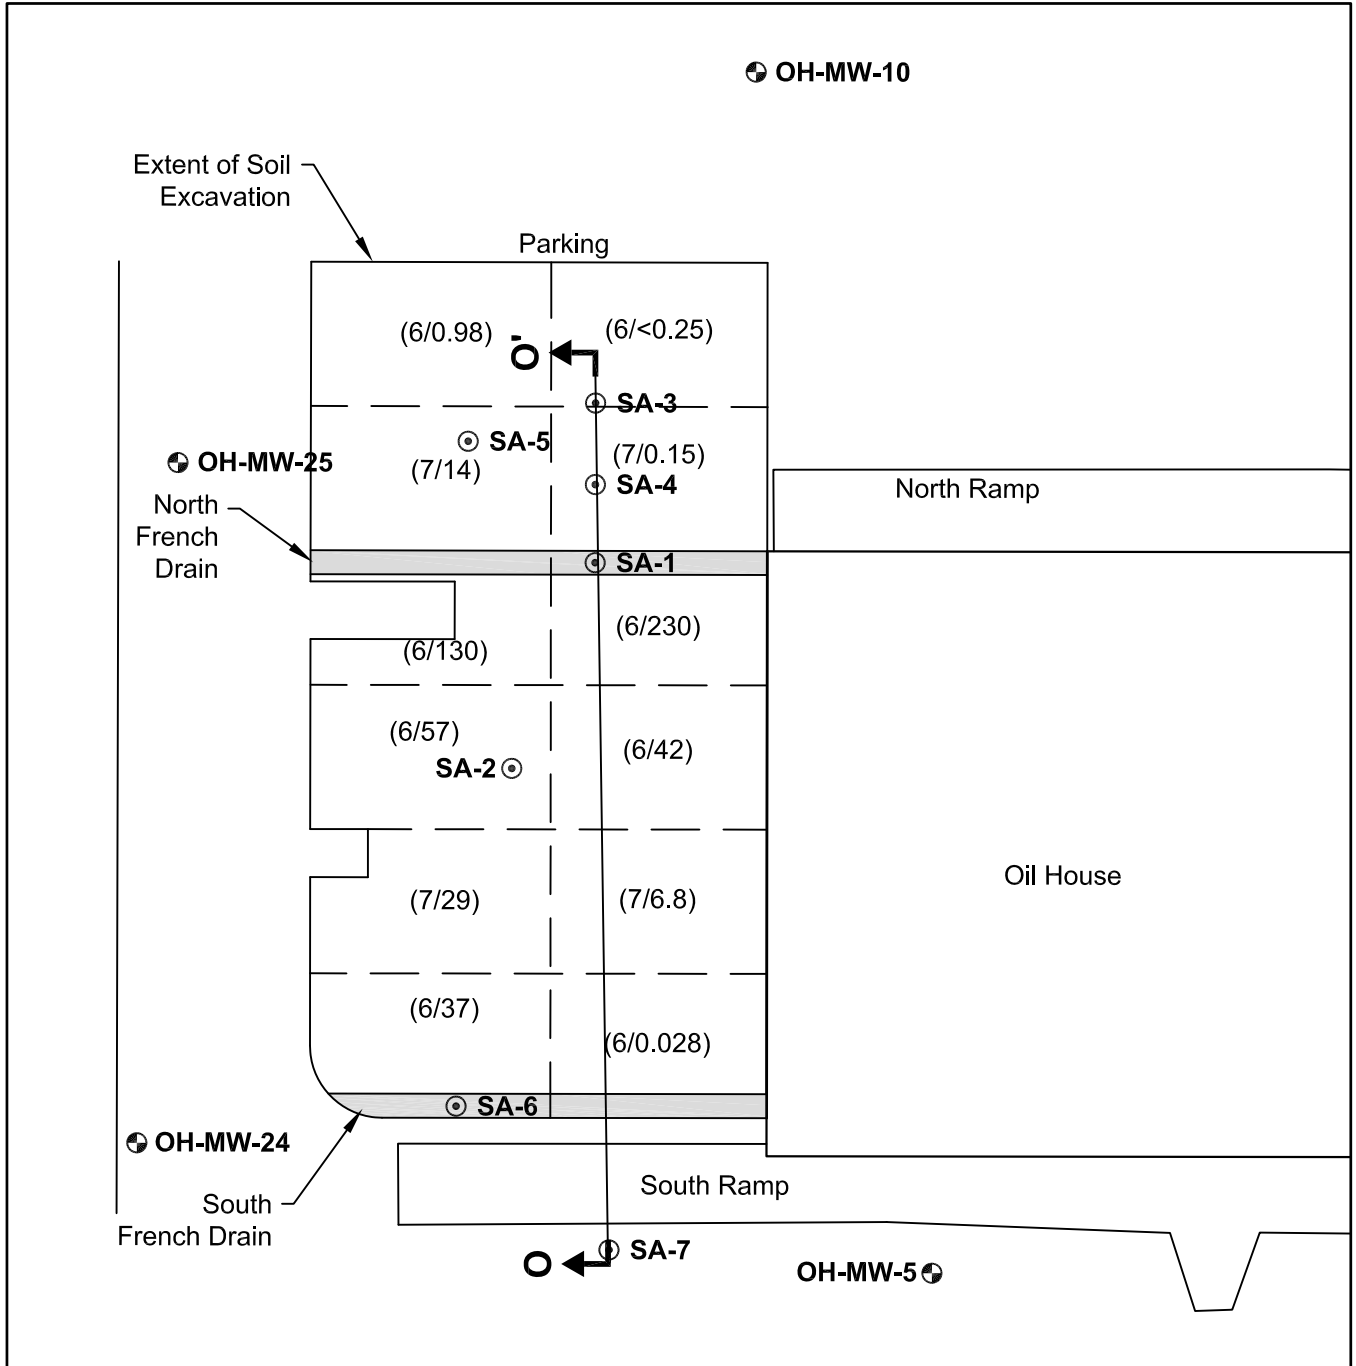 OH-MW-10
Extent of Soil
Excavation
Parking
(6/0.98)
(6/<0.25)
O'
SA-3
SA-5
(7/0.15)
OH-MW-25
(7/14)
SA-4
North Ramp
North
French
Drain
SA-1
(6/230)
(6/130)
(6/57)
(6/42)
SA-2
Oil House
(7/29)
(7/6.8)
(6/37)
(6/0.028)
SA-6
OH-MW-24
South Ramp
South
French Drain
SA-7
O
OH-MW-5